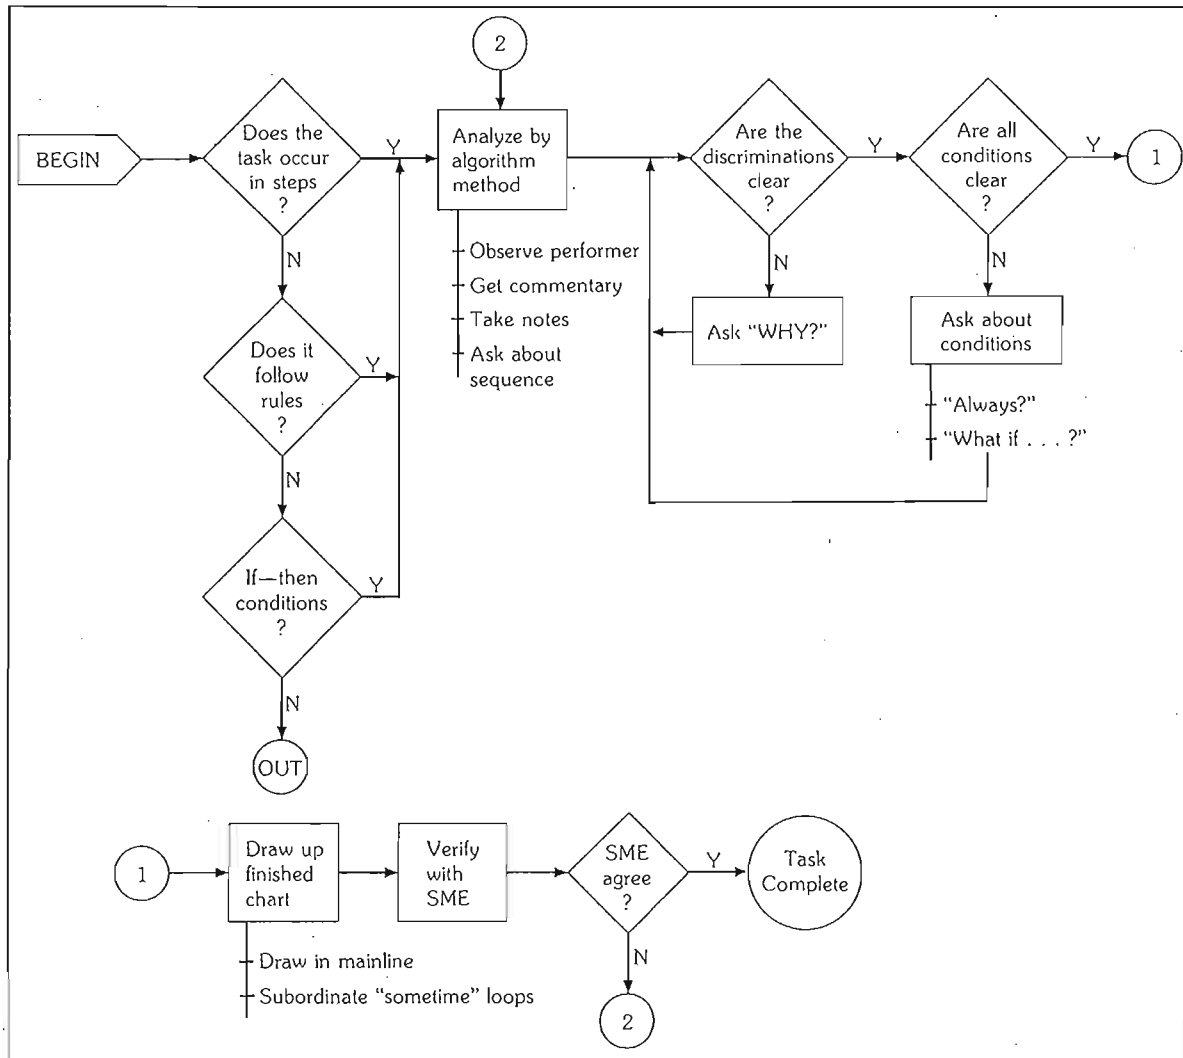 2
BEGIN
Does the
task occur
in steps
?
Y
Analyze by
algorithm
method
Observe performer
Get commentary
Take notes
Ask about
sequence
Are the
discriminations
clear
?
Y
Are all
conditions
clear
?
Y
1
N
Ask "WHY?"
N
Ask about
conditions
"Always?"
"What if . . . ?"
N
Does it
follow
rules
?
Y
N
If—then
conditions
?
Y
N
OUT
1
Draw up
finished
chart
Draw in mainline
Subordinate "sometime" loops
Verify
with
SME
SME
agree
?
Y
Task
Complete
N
2